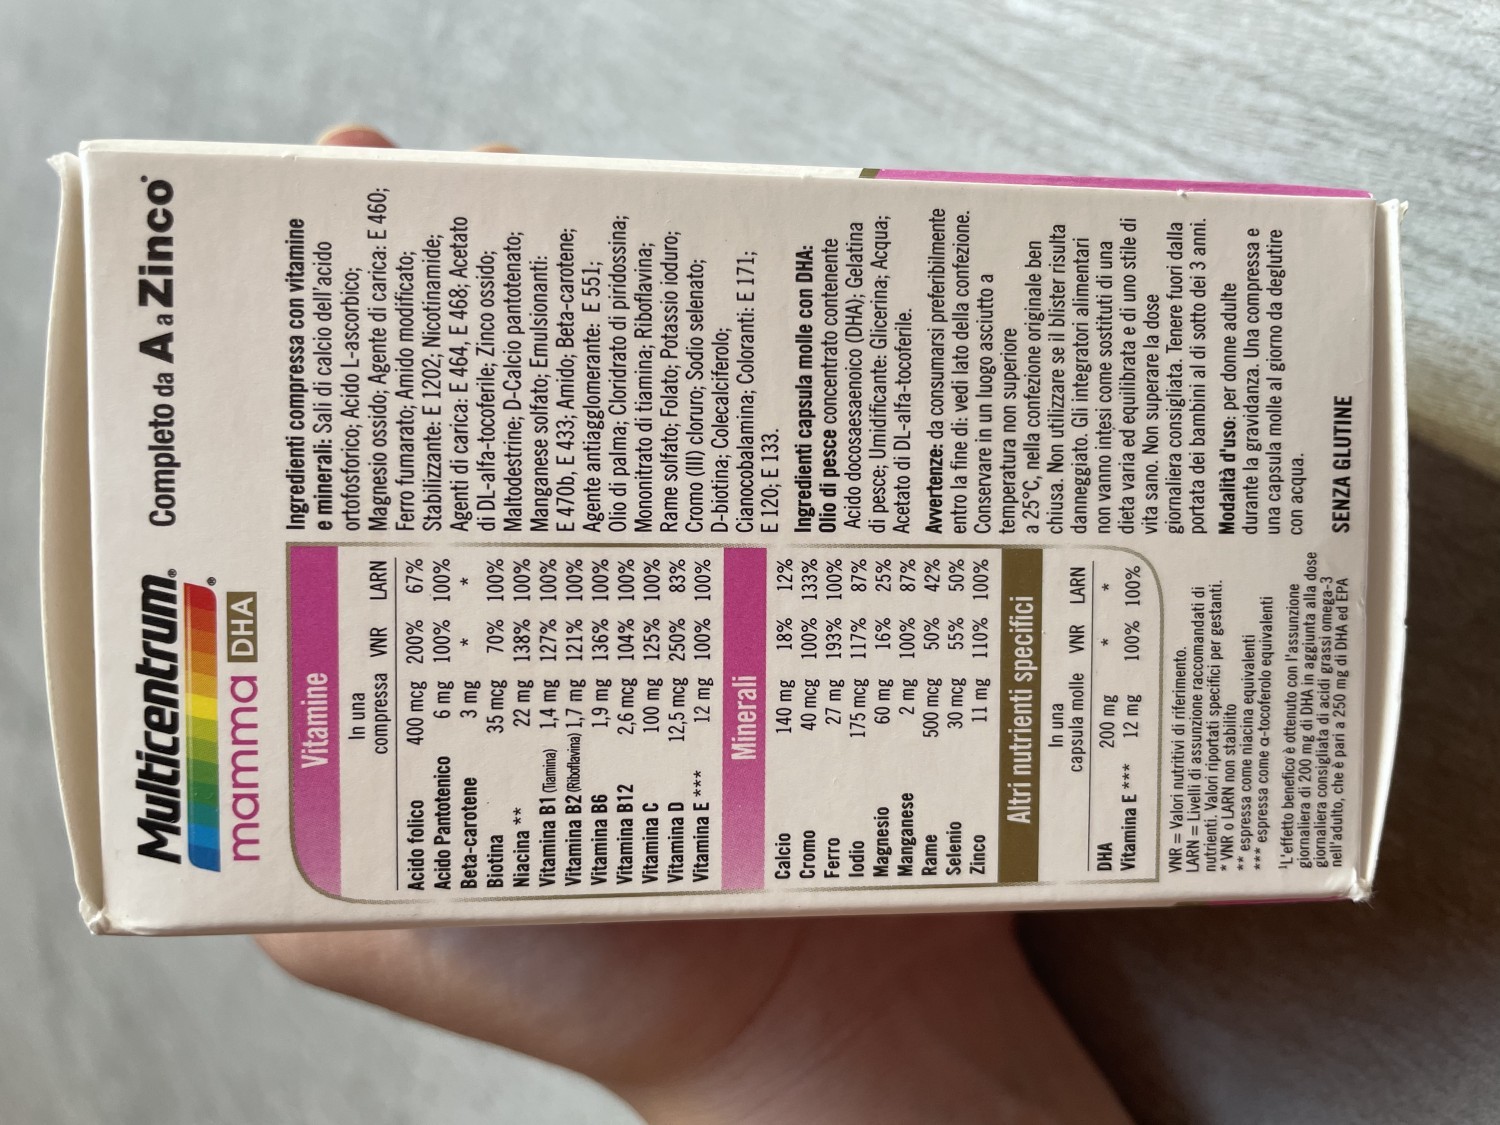 Multicentrum®
mamma DHA
Completo da A a Zinco
Vitamine
In una
compressa VNR LARN
Acido folico 400 mcg 200% 67%
Acido Pantotenico 6 mg 100% 100%
Beta-carotene 3 mg * *
Biotina 35 mcg 70% 100%
Niacina ** 22 mg 138% 100%
Vitamina B1 (Tiamina) 1,4 mg 127% 100%
Vitamina B2 (Riboflavina) 1,7 mg 121% 100%
Vitamina B6 1,9 mg 136% 100%
Vitamina B12 2,6 mcg 104% 100%
Vitamina C 100 mg 125% 100%
Vitamina D 12,5 mcg 250% 83%
Vitamina E *** 12 mg 100% 100%
Minerali
Calcio 140 mg 18% 12%
Cromo 40 mcg 100% 133%
Ferro 27 mg 193% 100%
Iodio 175 mcg 117% 87%
Magnesio 60 mg 16% 25%
Manganese 2 mg 100% 87%
Rame 500 mcg 50% 42%
Selenio 30 mcg 55% 50%
Zinco 11 mg 110% 100%
Altri nutrienti specifici
In una
capsula molle VNR LARN
DHA 200 mg * *
Vitamina E *** 12 mg 100% 100%
VNR = Valori nutritivi di riferimento.
LARN = Livelli di assunzione raccomandati di
nutrienti. Valori riportati specifici per gestanti.
* VNR o LARN non stabilito
** espressa come niacina equivalenti
*** espressa come α-tocoferolo equivalenti
¹L'effetto benefico è ottenuto con l'assunzione
giornaliera di 200 mg di DHA in aggiunta alla dose
giornaliera consigliata di acidi grassi omega-3
nell'adulto, che è pari a 250 mg di DHA ed EPA
Ingredienti compressa con vitamine
e minerali: Sali di calcio dell'acido
ortofosforico; Acido L-ascorbico;
Magnesio ossido; Agente di carica: E 460;
Ferro fumarato; Amido modificato;
Stabilizzante: E 1202; Nicotinamide;
Agenti di carica: E 464, E 468; Acetato
di DL-alfa-tocoferile; Zinco ossido;
Maltodestrine; D-Calcio pantotenato;
Manganese solfato; Emulsionanti:
E 470b, E 433; Amido; Beta-carotene;
Agente antiagglomerante: E 551;
Olio di palma; Cloridrato di piridossina;
Mononitrato di tiamina; Riboflavina;
Rame solfato; Folato; Potassio ioduro;
Cromo (III) cloruro; Sodio selenato;
D-biotina; Colecalciferolo;
Cianocobalamina; Coloranti: E 171;
E 120; E 133.
Ingredienti capsula molle con DHA:
Olio di pesce concentrato contenente
Acido docosaesaenoico (DHA); Gelatina
di pesce; Umidificante: Glicerina; Acqua;
Acetato di DL-alfa-tocoferile.
Avvertenze: da consumarsi preferibilmente
entro la fine di: vedi lato della confezione.
Conservare in un luogo asciutto a
temperatura non superiore
a 25°C, nella confezione originale ben
chiusa. Non utilizzare se il blister risulta
danneggiato. Gli integratori alimentari
non vanno intesi come sostituti di una
dieta varia ed equilibrata e di uno stile di
vita sano. Non superare la dose
giornaliera consigliata. Tenere fuori dalla
portata dei bambini al di sotto dei 3 anni.
Modalità d'uso: per donne adulte
durante la gravidanza. Una compressa e
una capsula molle al giorno da deglutire
con acqua.
SENZA GLUTINE